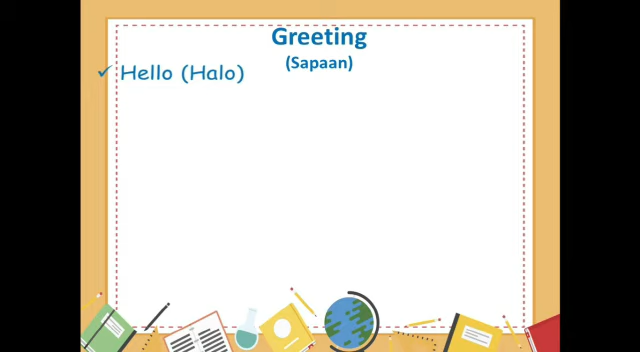 Greeting
(Sapaan)
✓ Hello (Halo)